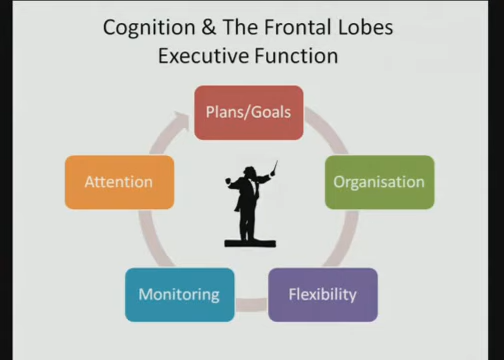 Cognition & The Frontal Lobes
Executive Function
Plans/Goals
Organisation
Flexibility
Monitoring
Attention